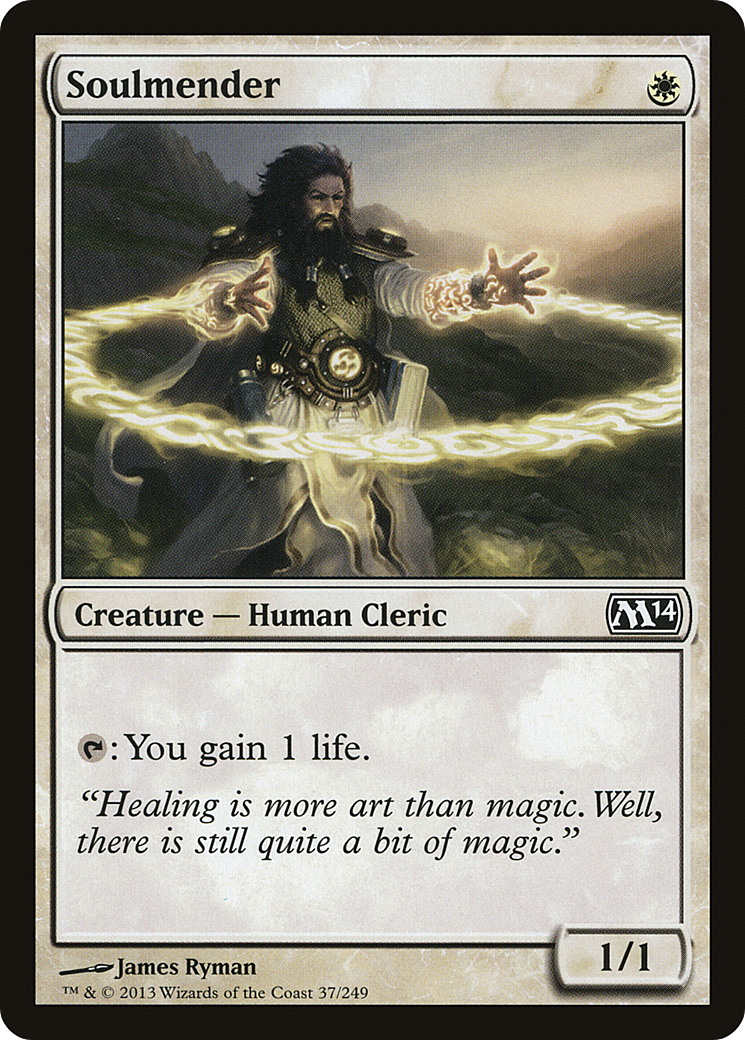 Soulmender
Creature — Human Cleric
M14
: You gain 1 life.
“Healing is more art than magic. Well,
there is still quite a bit of magic.”
1/1
James Ryman
™ & © 2013 Wizards of the Coast 37/249